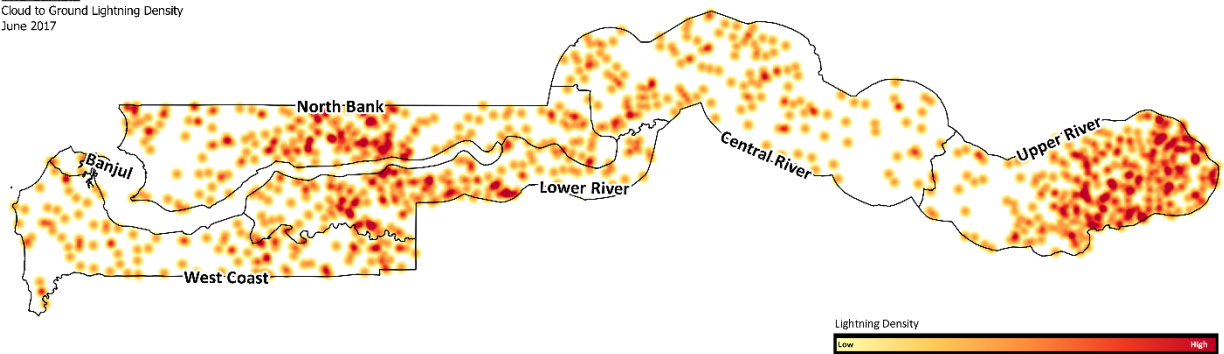 Cloud to Ground Lightning Density
June 2017
North Bank
Banjul
Upper River
Central River
Lower River
West Coast
Lightning Density
Low
High